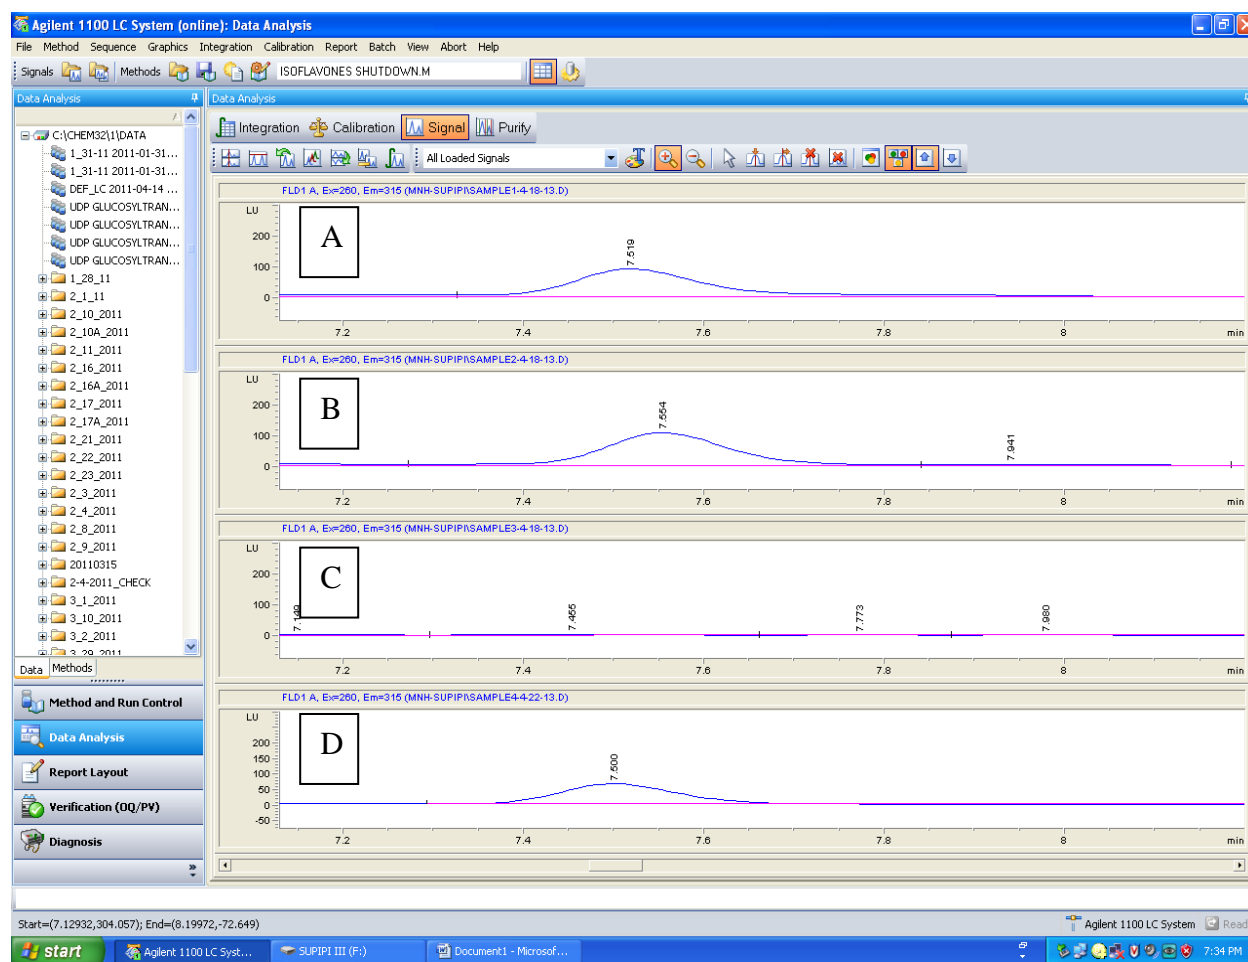 Agilent 1100 LC System (online): Data Analysis
File Method Sequence Graphics Integration Calibration Report Batch View Abort Help
Signals Methods ISOFLAVONES SHUTDOWN.M
Data Analysis
C:\CHEM32\1\DATA
1_31-11 2011-01-31...
1_31-11 2011-01-31...
DEF_LC 2011-04-14 ...
UDP GLUCOSYLTRAN...
UDP GLUCOSYLTRAN...
UDP GLUCOSYLTRAN...
UDP GLUCOSYLTRAN...
1_28_11
2_1_11
2_10_2011
2_10A_2011
2_11_2011
2_16_2011
2_16A_2011
2_17_2011
2_17A_2011
2_21_2011
2_22_2011
2_23_2011
2_3_2011
2_4_2011
2_8_2011
2_9_2011
20110315
2-4-2011_CHECK
3_1_2011
3_10_2011
3_2_2011
3_29_2011
Data Methods
Method and Run Control
Data Analysis
Report Layout
Verification (OQ/PV)
Diagnosis
Data Analysis
Integration Calibration Signal Purify
All Loaded Signals
FLD1 A, Ex=260, Em=315 (MNH-SUPIPI\SAMPLE1-4-18-13.D)
LU
A
200
100
0
7.519
7.2 7.4 7.6 7.8 8 min
FLD1 A, Ex=260, Em=315 (MNH-SUPIPI\SAMPLE2-4-18-13.D)
LU
B
200
100
0
7.554
7.941
7.2 7.4 7.6 7.8 8 min
FLD1 A, Ex=260, Em=315 (MNH-SUPIPI\SAMPLE3-4-18-13.D)
LU
C
200
100
0
7.149
7.455
7.773
7.980
7.2 7.4 7.6 7.8 8 min
FLD1 A, Ex=260, Em=315 (MNH-SUPIPI\SAMPLE4-4-22-13.D)
LU
D
200
150
100
50
0
-50
7.500
7.2 7.4 7.6 7.8 8 min
Start=(7.12932,304.057); End=(8.19972,-72.649)
Agilent 1100 LC System Read
start Agilent 1100 LC Syst... SUPIPI III (F:) Document1 - Microsof... 7:34 PM